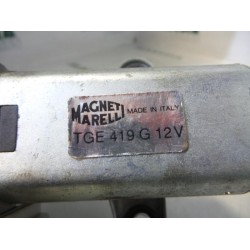 MAGNETI
MARELLI
MADE IN ITALY
TGE 419 G 12V